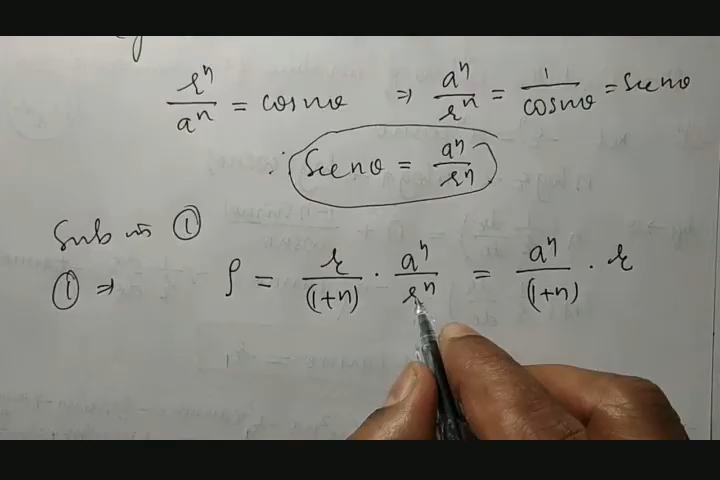 r^n / a^n = cos nθ ⇒ a^n / r^n = 1 / cos nθ = Sec nθ
∴ Sec nθ = a^n / r^n
Sub in ①
① ⇒ ρ = r / (1+n) · a^n / r^n = a^n / (1+n) · r